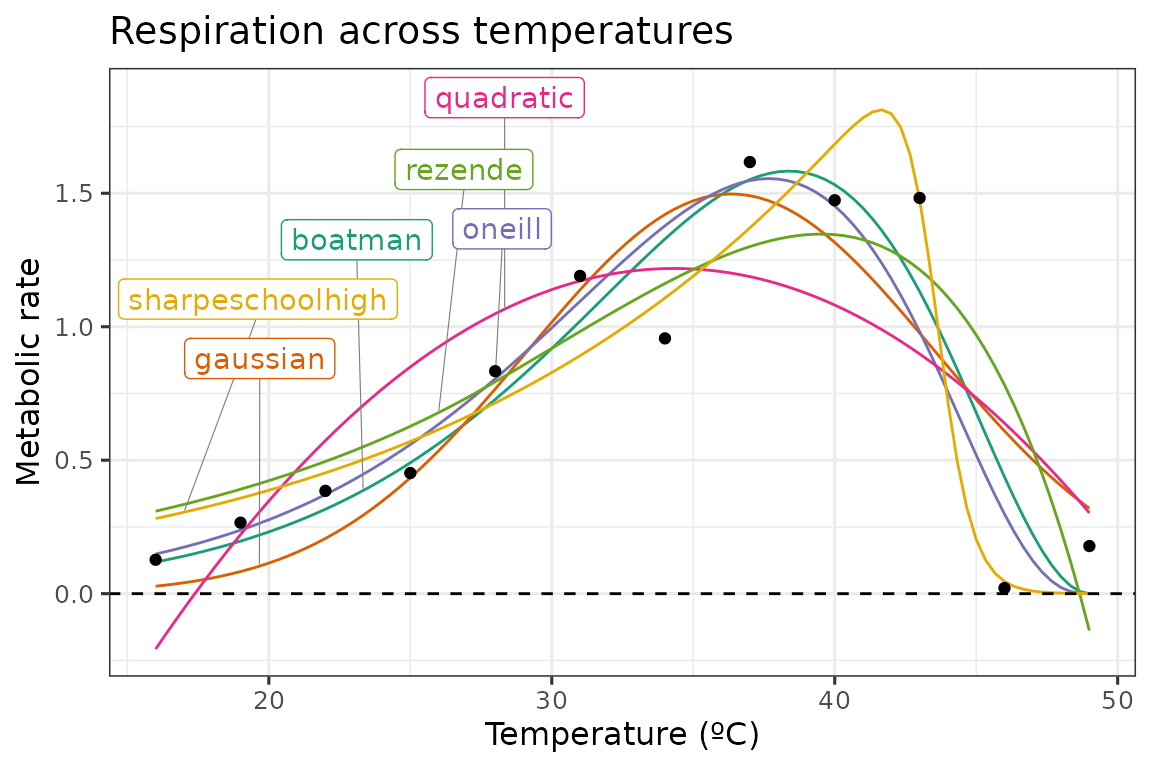 Respiration across temperatures
quadratic
rezende
oneill
boatman
sharpeschoolhigh
gaussian
Metabolic rate
1.5
1.0
0.5
0.0
20 30 40 50
Temperature (ºC)